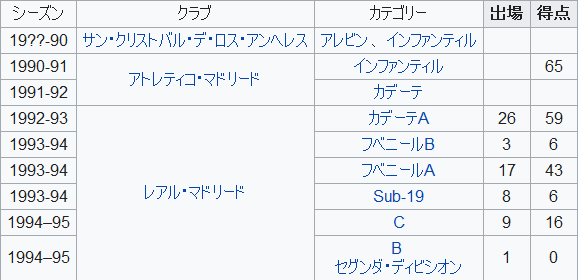 シーズン クラブ カテゴリー 出場 得点
19??-90 サン・クリストバル・デ・ロス・アンヘレス アレビン 、インファンティル
1990-91 アトレティコ・マドリード インファンティル 65
1991-92 カデーテ
1992-93 レアル・マドリード カデーテA 26 59
1993-94 フベニールB 3 6
1993-94 フベニールA 17 43
1993-94 Sub-19 8 6
1994–95 C 9 16
1994–95 B 1 0
セグンダ・ディビシオン